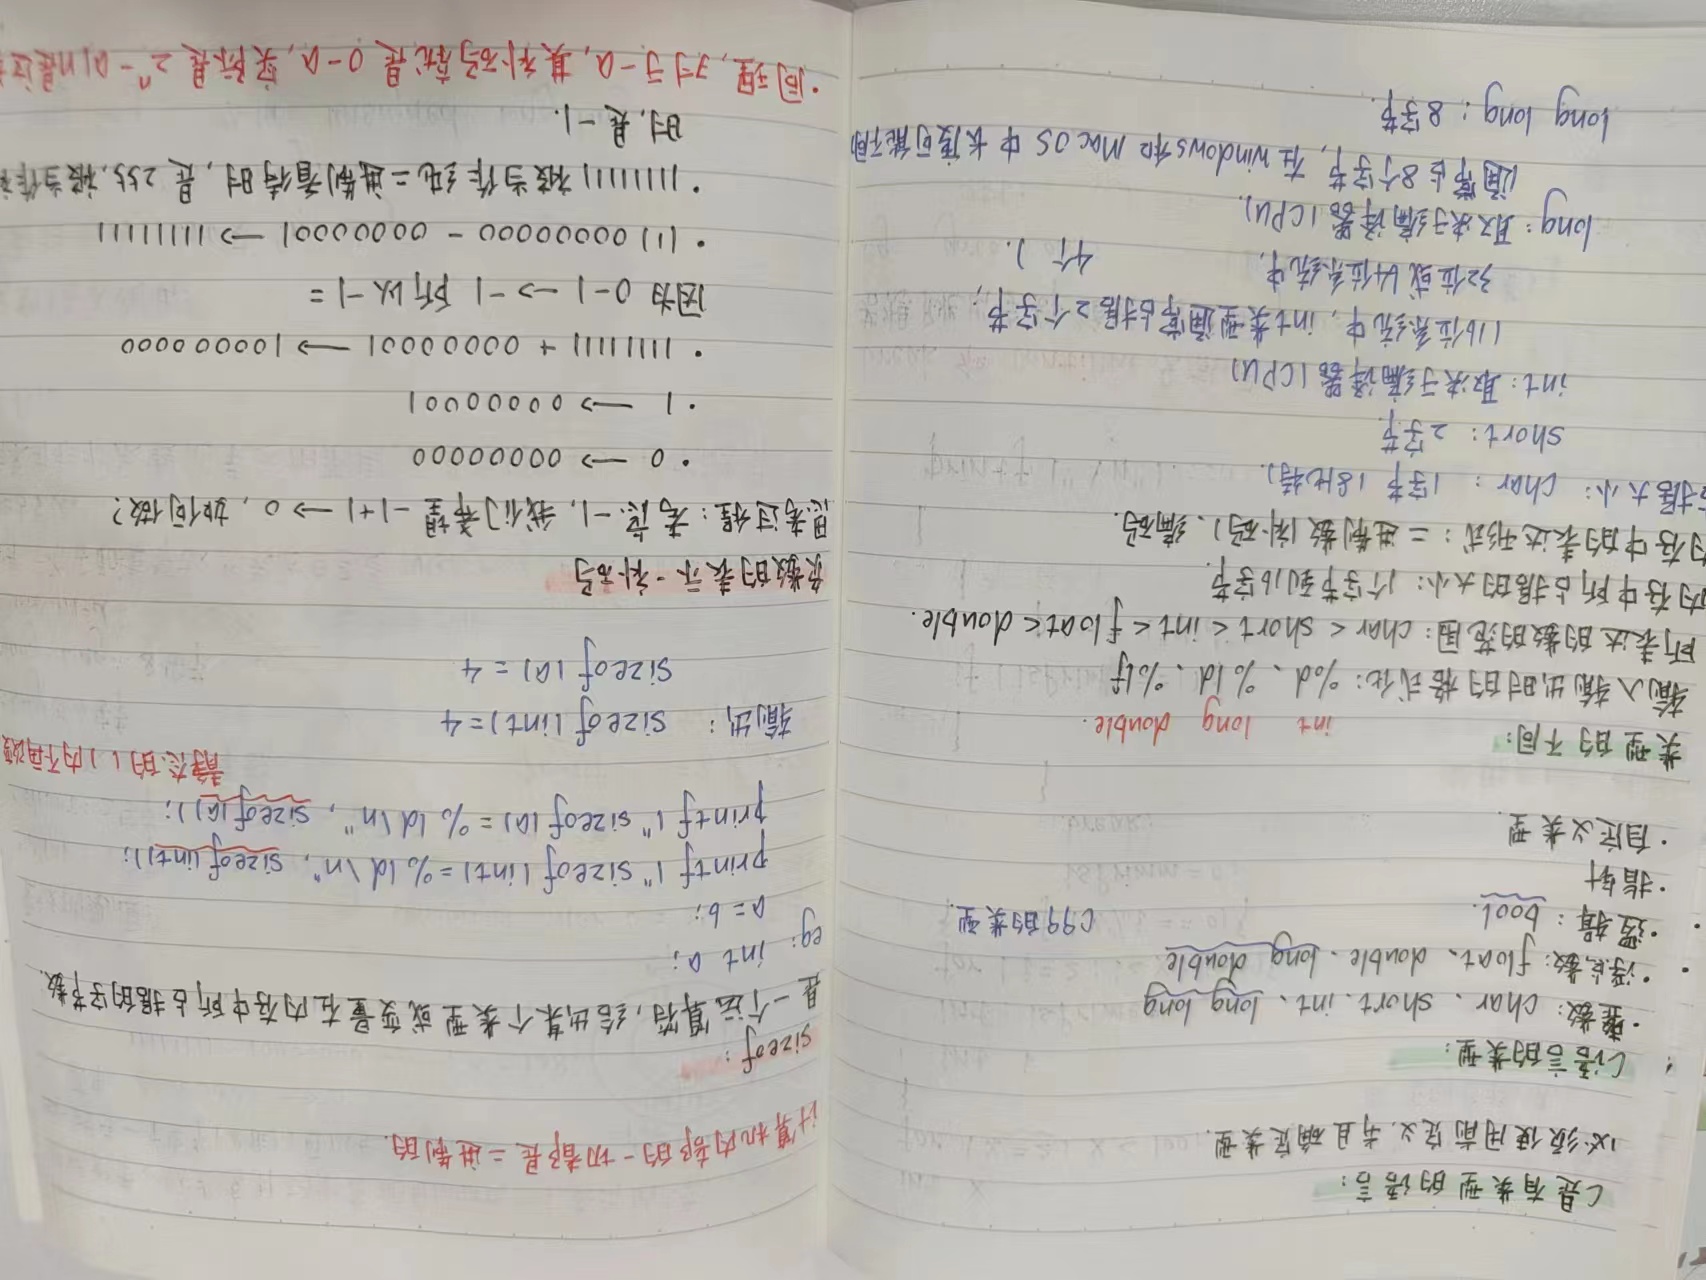 C是有类型的语言：
必须使用前定义，并且确定类型.
C语言的类型：
·整数：char、short、int、long、long long
·浮点数：float、double、long double
·逻辑：bool. C99的类型
·指针
·自定义类型.
类型的不同：
int long double.
输入输出时的格式化：%d、%ld、%lf
所表达的数的范围：char < short < int < float < double.
内存中所占据的大小：1个字节到16字节
内存中的表达形式：二进制数(补码)、编码.
占据大小：char：1字节(8比特).
short：2字节
int：取决于编译器(CPU)
(16位系统中，int类型通常占据2个字节，
32位或64位系统中， 4个).
long：取决于编译器(CPU).
通常占8个字节，在windows和MacOS中长度可能不同
long long：8字节.
计算机内部的一切都是二进制的.
sizeof：
是一个运算符，给出某个类型或变量在内存中所占据的字节数.
eg：int a；
a=b；
printf("sizeof(int)=%ld\n"，sizeof(int))；
printf("sizeof(a)=%ld\n"，sizeof(a))；
静态的()内不再做
输出：sizeof(int)=4
sizeof(a)=4
负数的表示－补码
思考过程：考虑-1，我们希望-1+1→0，如何做？
·0→00000000
·1→00000001
·11111111+00000001→100000000
因为0-1→-1 所以-1=
·(1)00000000-00000001→11111111
·11111111被当作纯二进制看待时，是255，被当作补
时，是-1.
·同理，对于-a，其补码就是0-a，实际是2ⁿ-a，n是这种